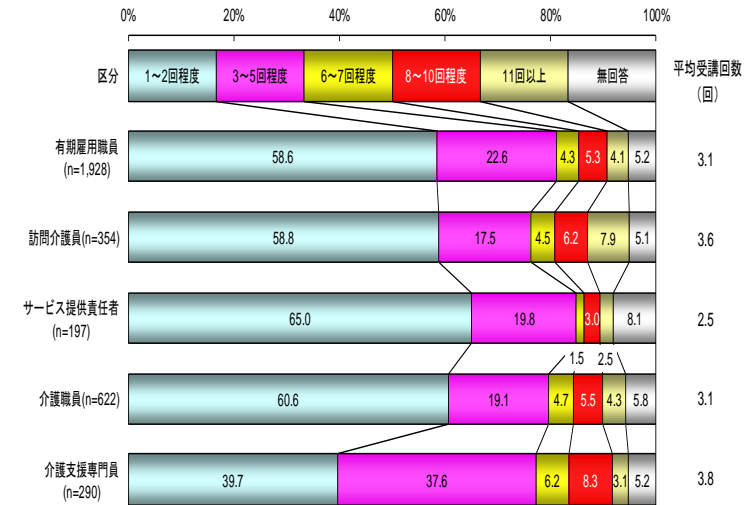 0% 20% 40% 60% 80% 100%
区分 1～2回程度 3～5回程度 6～7回程度 8～10回程度 11回以上 無回答 平均受講回数
（回）
有期雇用職員
(n=1,928)
58.6 22.6 4.3 5.3 4.1 5.2 3.1
訪問介護員(n=354) 58.8 17.5 4.5 6.2 7.9 5.1 3.6
サービス提供責任者
(n=197)
65.0 19.8 3.0 8.1 2.5
1.5 2.5
介護職員(n=622) 60.6 19.1 4.7 5.5 4.3 5.8 3.1
介護支援専門員
(n=290)
39.7 37.6 6.2 8.3 3.1 5.2 3.8